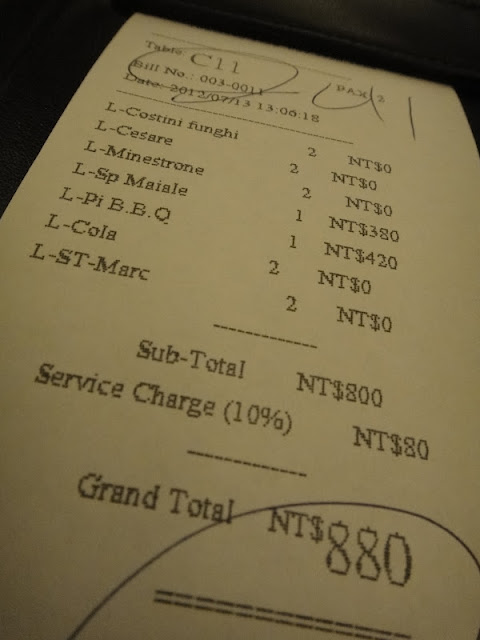 Table: C11 PAX 2
Bill No.: 003-0011
Date: 2012/07/13 13:06:18
L-Costini funghi 2 NT$0
L-Cesare 2 NT$0
L-Minestrone 2 NT$0
L-Sp Maiale 1 NT$380
L-Pi B.B.Q 1 NT$420
L-Cola 2 NT$0
L-ST-Marc 2 NT$0
Sub-Total NT$800
Service Charge (10%) NT$80
Grand Total NT$880